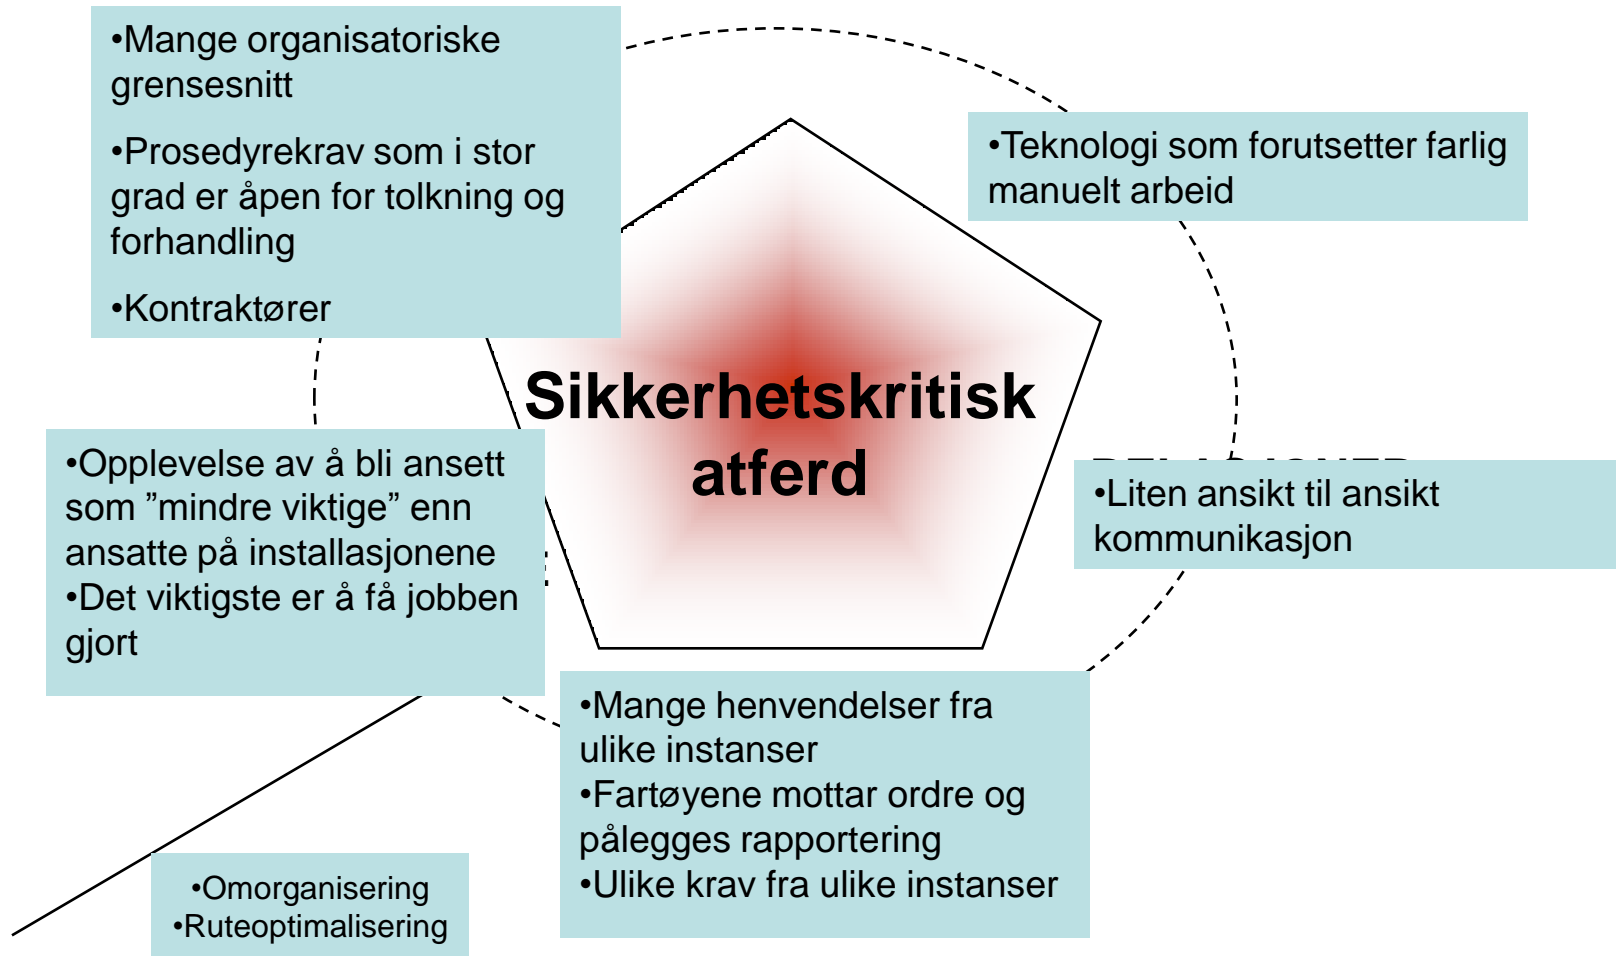 •Mange organisatoriske
grensesnitt
•Prosedyrekrav som i stor
grad er åpen for tolkning og
forhandling
•Kontraktører
•Teknologi som forutsetter farlig
manuelt arbeid
Sikkerhetskritisk
atferd
•Opplevelse av å bli ansett
som ”mindre viktige” enn
ansatte på installasjonene
•Det viktigste er å få jobben
gjort
•Liten ansikt til ansikt
kommunikasjon
•Mange henvendelser fra
ulike instanser
•Fartøyene mottar ordre og
pålegges rapportering
•Ulike krav fra ulike instanser
•Omorganisering
•Ruteoptimalisering